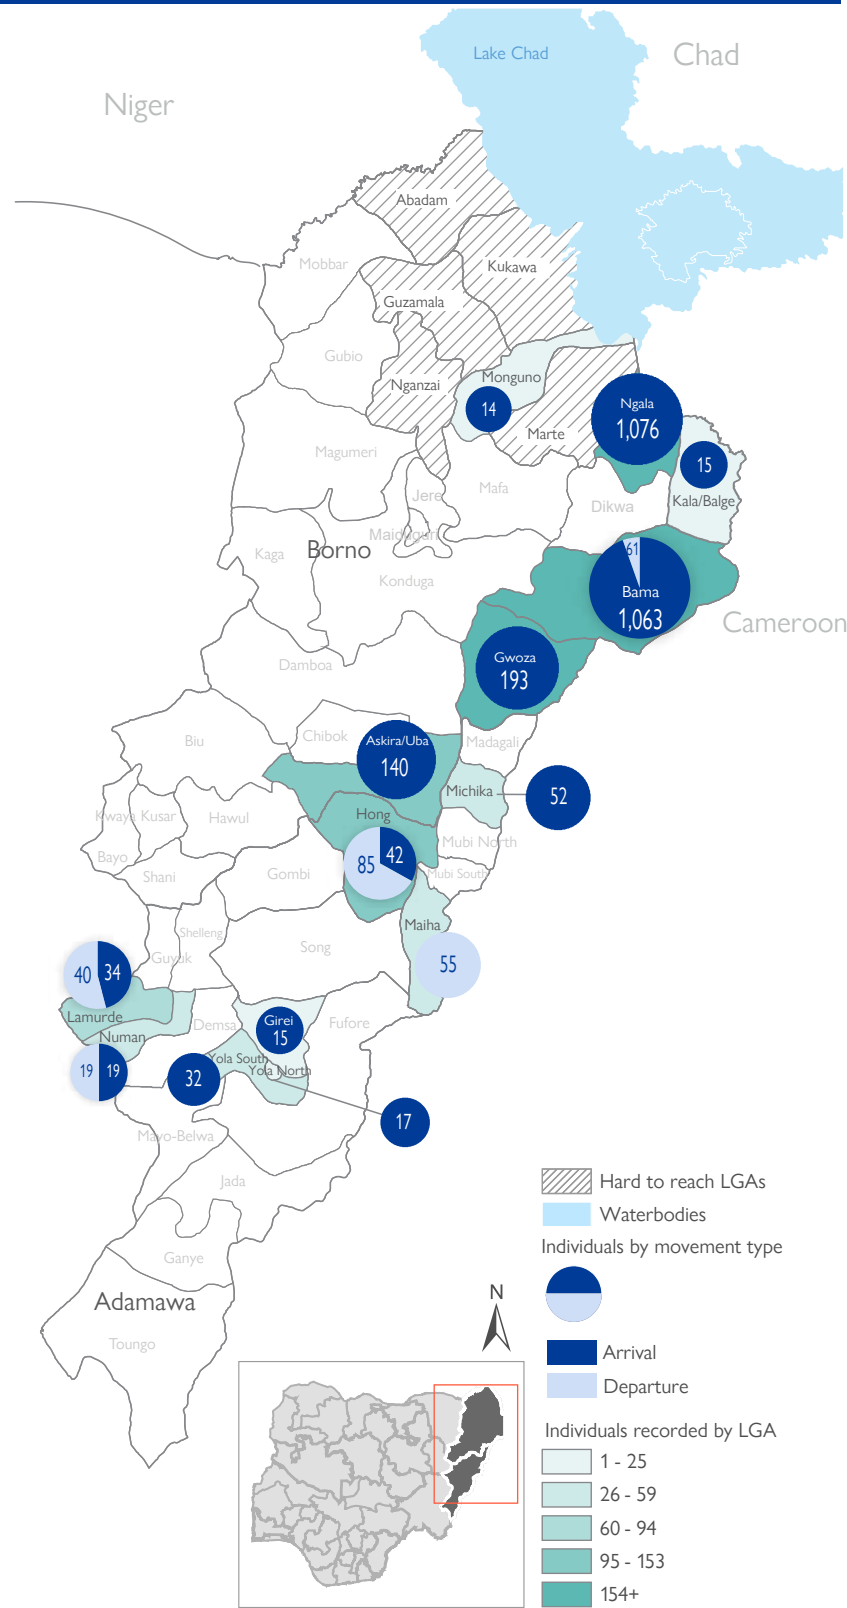 Lake Chad
Chad
Niger
Abadam
Mobbar
Kukawa
Guzamala
Gubio
Monguno
Nganzai
14
Ngala
1,076
Marte
Magumeri
15
Jere
Mafa
Kala/Balge
Dikwa
Maiduguri
Borno
Kaga
61
Konduga
Bama
1,063
Cameroon
Gwoza
193
Damboa
Chibok
Askira/Uba
140
Biu
Madagali
Michika
52
Kwaya Kusar
Hawul
Hong
Mubi North
42
85
Bayo
Shani
Gombi
Mubi South
Maiha
Shelleng
Song
Guyuk
55
40
34
Lamurde
Girei
15
Demsa
Fufore
Numan
Yola South
Yola North
19
19
32
17
Mayo-Belwa
Jada
Ganye
Adamawa
Toungo
Hard to reach LGAs
Waterbodies
Individuals by movement type
N
Arrival
Departure
Individuals recorded by LGA
1 - 25
26 - 59
60 - 94
95 - 153
154+